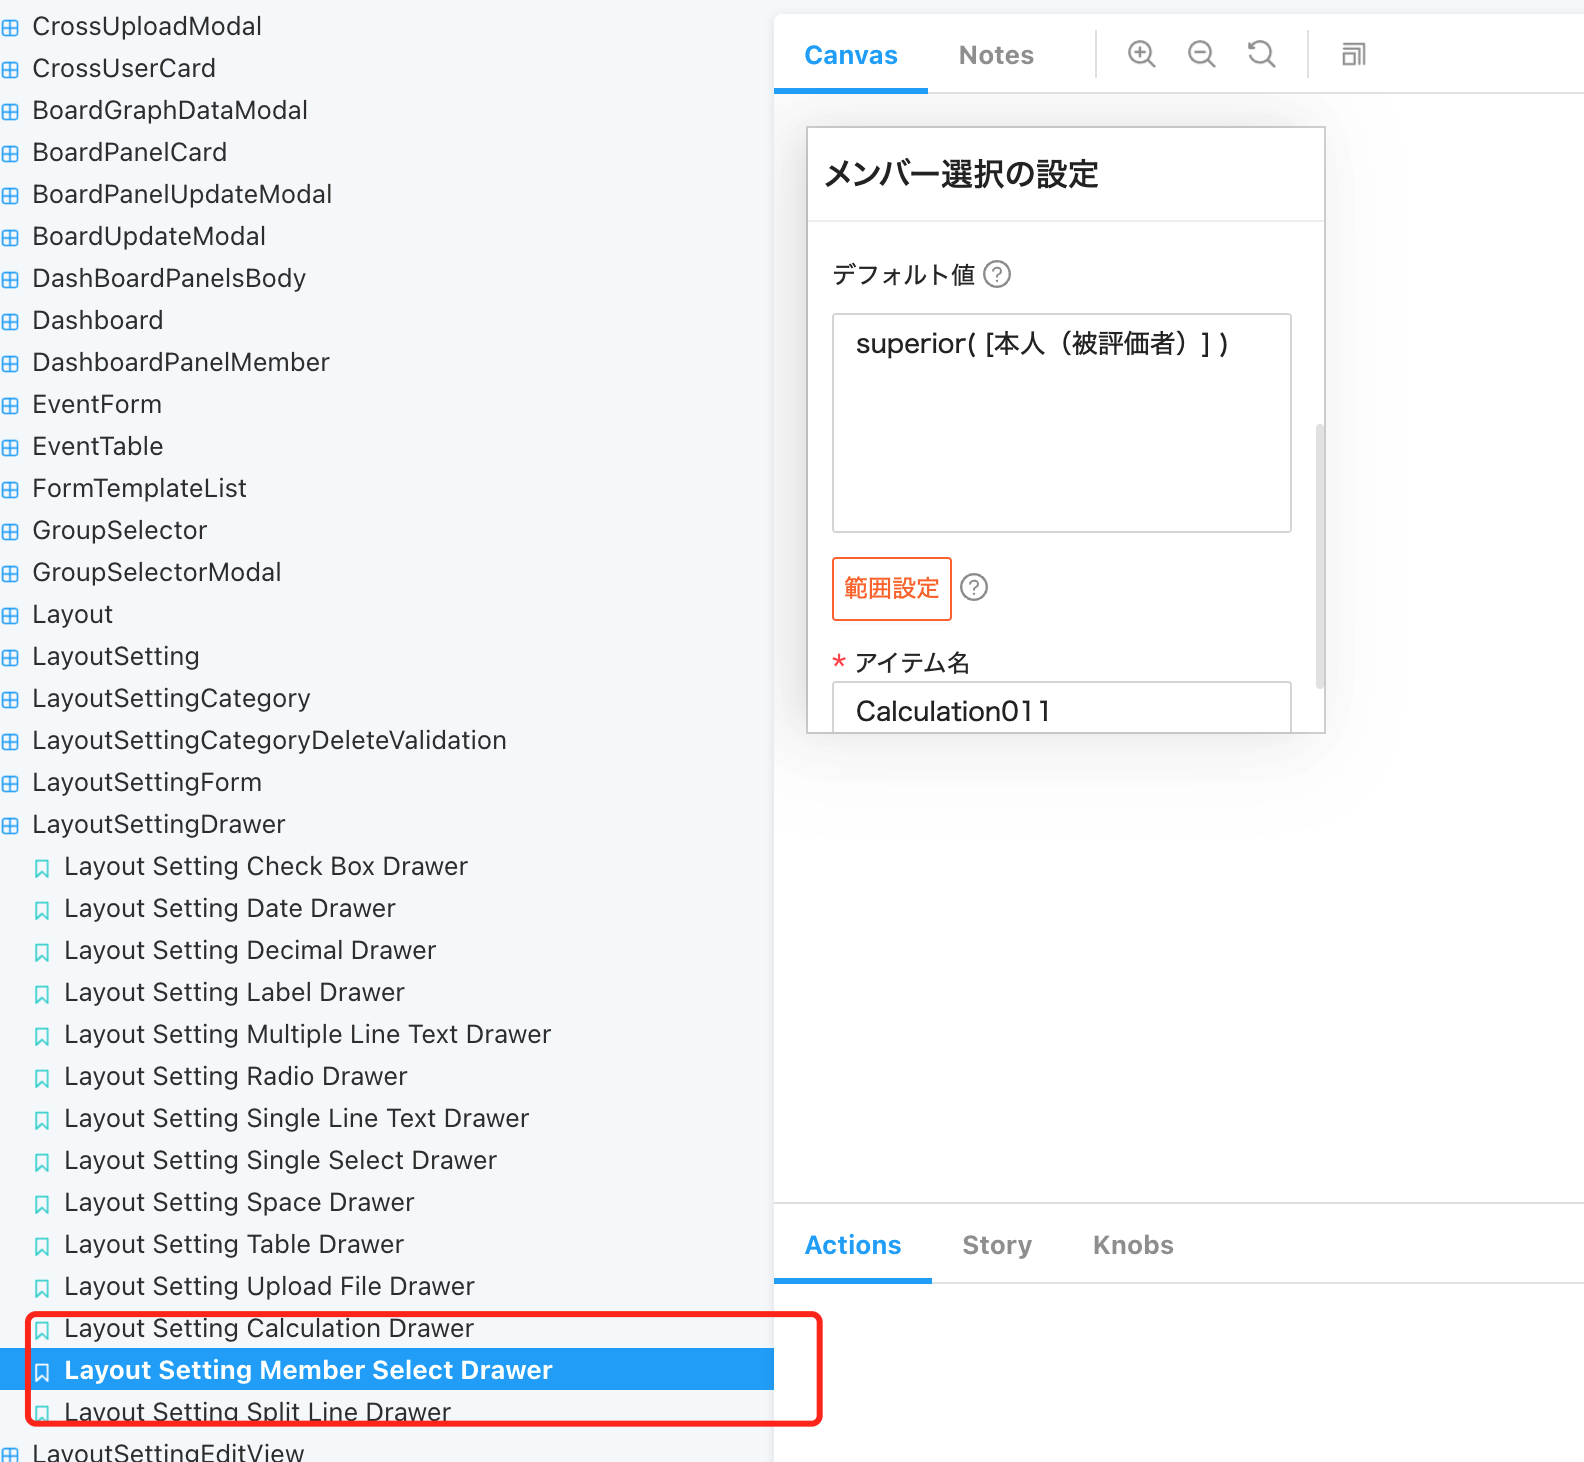 CrossUploadModal
CrossUserCard
BoardGraphDataModal
BoardPanelCard
BoardPanelUpdateModal
BoardUpdateModal
DashBoardPanelsBody
Dashboard
DashboardPanelMember
EventForm
EventTable
FormTemplateList
GroupSelector
GroupSelectorModal
Layout
LayoutSetting
LayoutSettingCategory
LayoutSettingCategoryDeleteValidation
LayoutSettingForm
LayoutSettingDrawer
Layout Setting Check Box Drawer
Layout Setting Date Drawer
Layout Setting Decimal Drawer
Layout Setting Label Drawer
Layout Setting Multiple Line Text Drawer
Layout Setting Radio Drawer
Layout Setting Single Line Text Drawer
Layout Setting Single Select Drawer
Layout Setting Space Drawer
Layout Setting Table Drawer
Layout Setting Upload File Drawer
Layout Setting Calculation Drawer
Layout Setting Member Select Drawer
Layout Setting Split Line Drawer
LayoutSettingEditView
Canvas Notes
メンバー選択の設定
デフォルト値 ?
superior( [本人（被評価者）] )
範囲設定 ?
* アイテム名
Calculation011
Actions Story Knobs